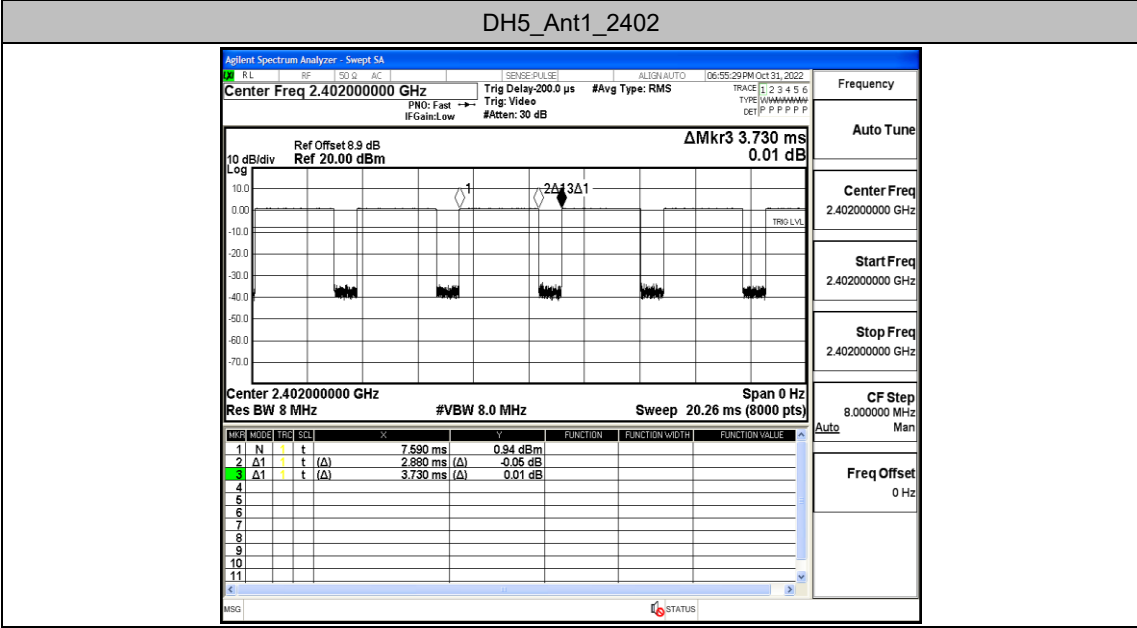 DH5_Ant1_2402
Agilent Spectrum Analyzer - Swept SA
RL RF 50 Ω AC SENSE:PULSE ALIGN AUTO 06:55:29 PM Oct 31, 2022
Center Freq 2.402000000 GHz
PNO: Fast
IFGain:Low
Trig Delay-200.0 µs
Trig: Video
#Atten: 30 dB
#Avg Type: RMS
TRACE 1 2 3 4 5 6
TYPE
DET P P P P P P
ΔMkr3 3.730 ms
0.01 dB
Ref Offset 8.9 dB
10 dB/div Ref 20.00 dBm
Log
10.0
0.00
-10.0
-20.0
-30.0
-40.0
-50.0
-60.0
-70.0
1
2Δ1 3Δ1
TRIG LVL
Center 2.402000000 GHz Span 0 Hz
Res BW 8 MHz #VBW 8.0 MHz Sweep 20.26 ms (8000 pts)
MKR MODE TRC SCL X Y FUNCTION FUNCTION WIDTH FUNCTION VALUE
1 N 1 t 7.590 ms 0.94 dBm
2 Δ1 1 t (Δ) 2.880 ms (Δ) -0.05 dB
3 Δ1 1 t (Δ) 3.730 ms (Δ) 0.01 dB
4
5
6
7
8
9
10
11
MSG STATUS
Frequency
Auto Tune
Center Freq
2.402000000 GHz
Start Freq
2.402000000 GHz
Stop Freq
2.402000000 GHz
CF Step
8.000000 MHz
Auto Man
Freq Offset
0 Hz